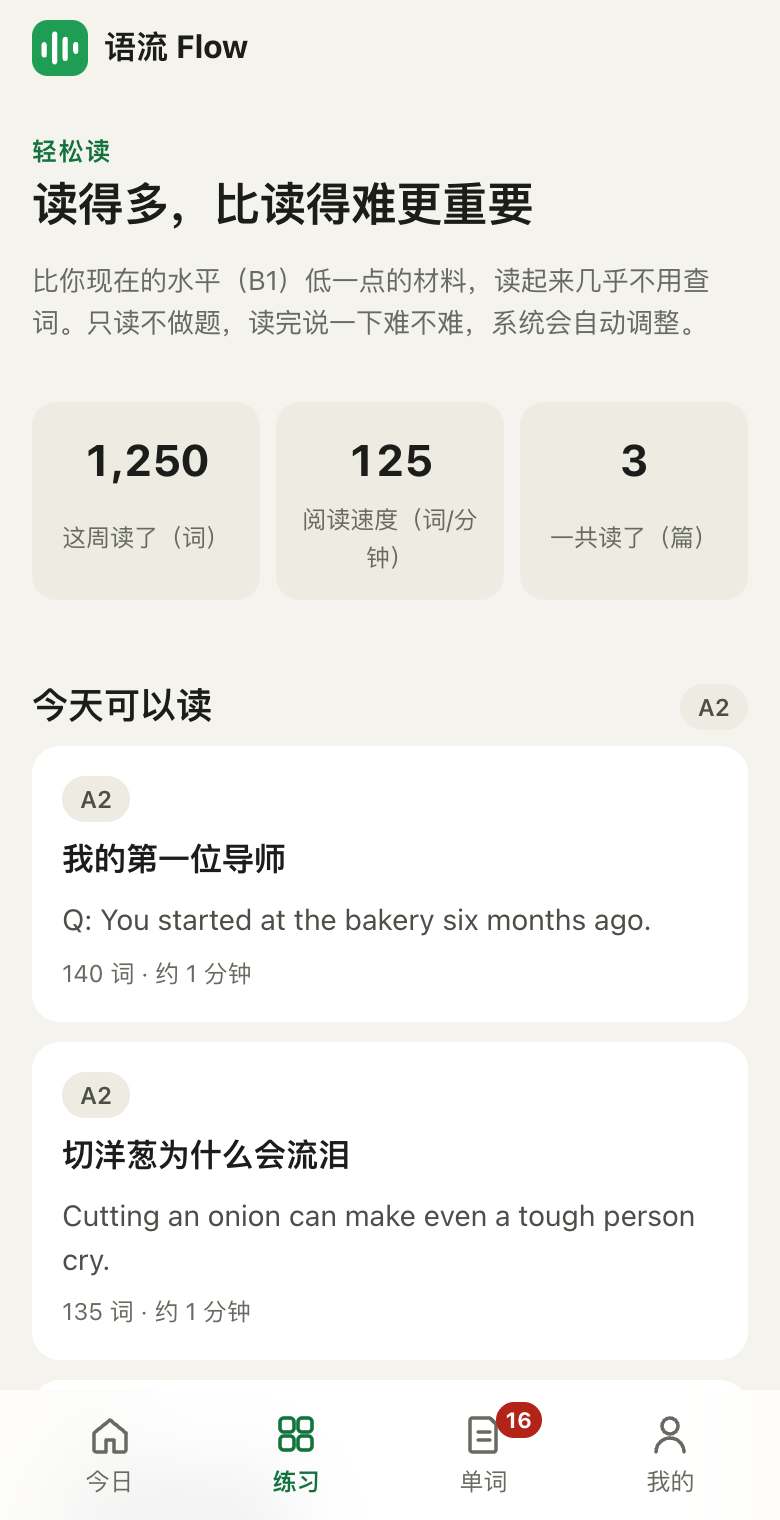 语流 Flow
轻松读
读得多，比读得难更重要
比你现在的水平（B1）低一点的材料，读起来几乎不用查
词。只读不做题，读完说一下难不难，系统会自动调整。
1,250
这周读了（词）
125
阅读速度（词/分
钟）
3
一共读了（篇）
今天可以读
A2
A2
我的第一位导师
Q: You started at the bakery six months ago.
140 词 · 约 1 分钟
A2
切洋葱为什么会流泪
Cutting an onion can make even a tough person
cry.
135 词 · 约 1 分钟
今日
练习
16
单词
我的